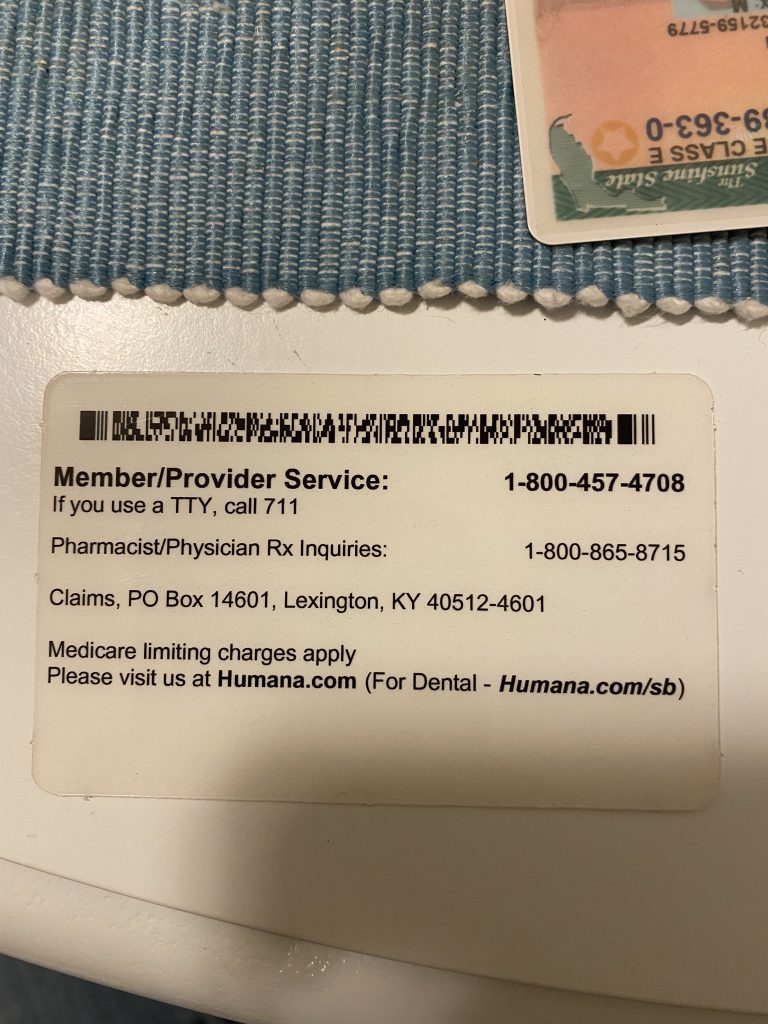 : M
32159-5779
39-363-0
E CLASS E
The
Sunshine State
Member/Provider Service: 1-800-457-4708
If you use a TTY, call 711
Pharmacist/Physician Rx Inquiries: 1-800-865-8715
Claims, PO Box 14601, Lexington, KY 40512-4601
Medicare limiting charges apply
Please visit us at Humana.com (For Dental - Humana.com/sb)